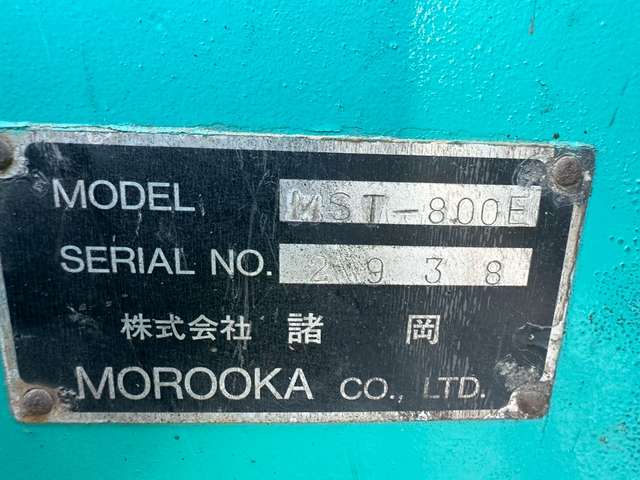 MODEL MST-800E
SERIAL NO. 2938
株式会社 諸岡
MOROOKA CO., LTD.